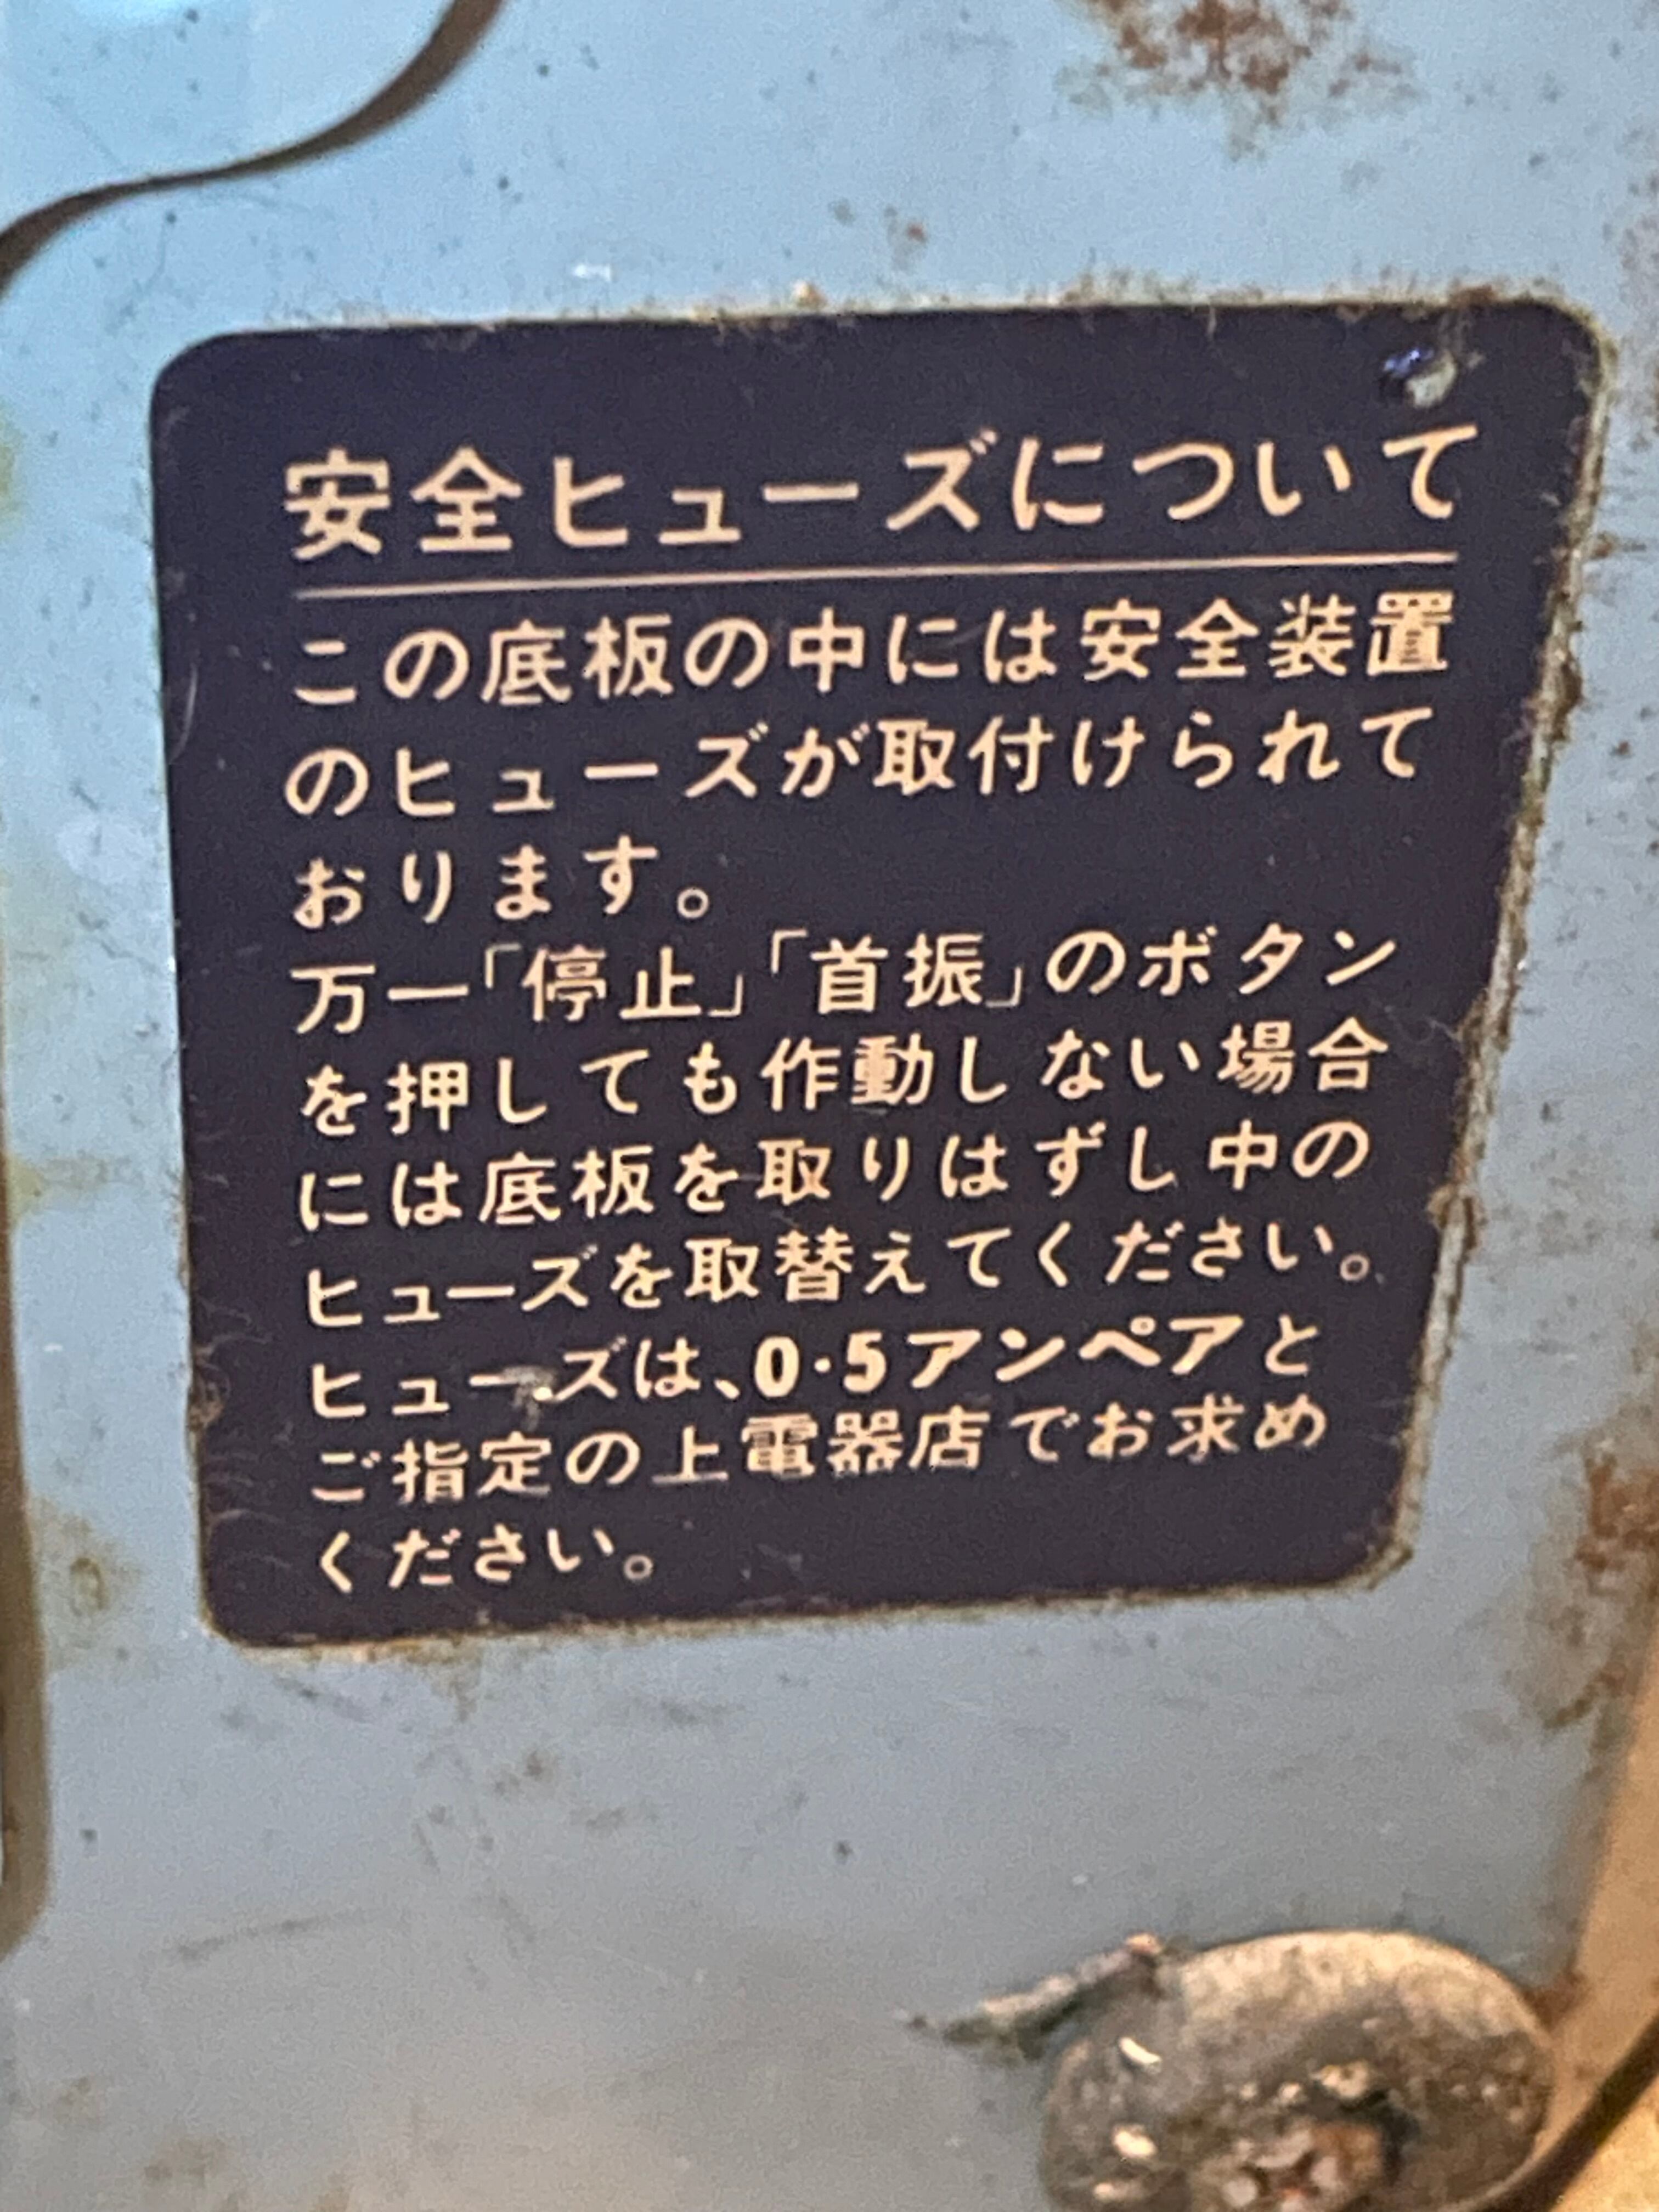 安全ヒューズについて
この底板の中には安全装置
のヒューズが取付けられて
おります。
万一「停止」「首振」のボタン
を押しても作動しない場合
には底板を取りはずし中の
ヒューズを取替えてください。
ヒューズは、0·5アンペアと
ご指定の上電器店でお求め
ください。